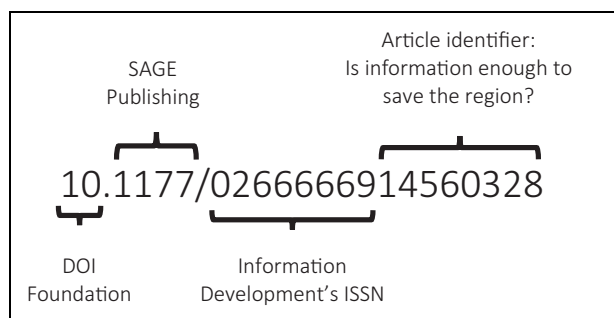 Article identifier:
Is information enough to
save the region?
SAGE
Publishing
10.1177/0266666914560328
DOI
Foundation
Information
Development's ISSN